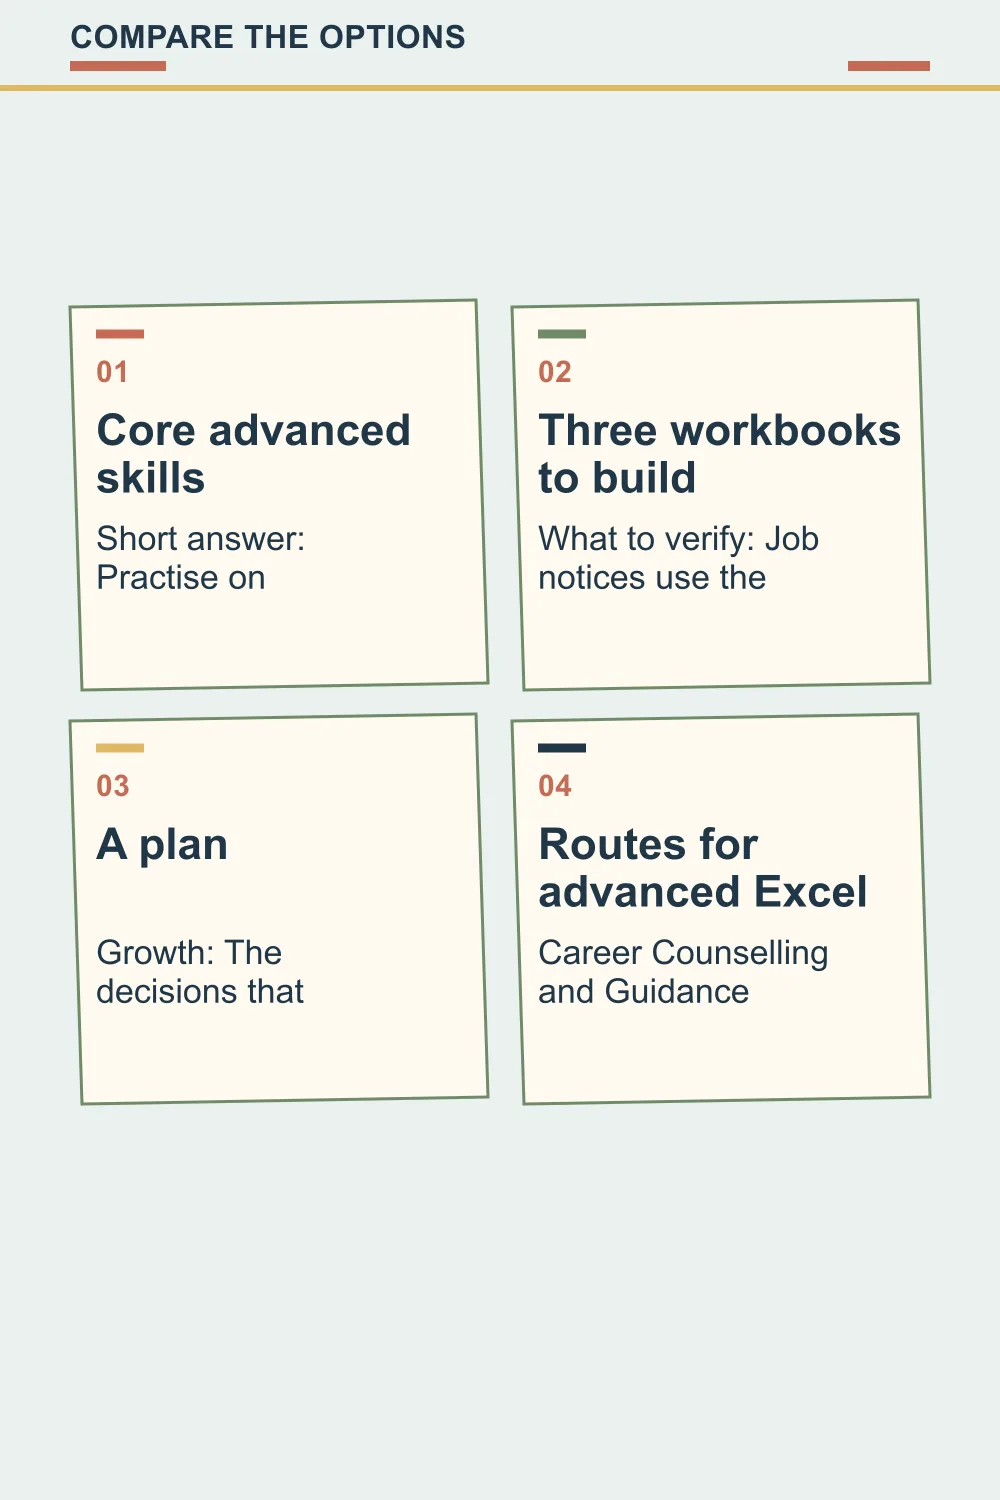 COMPARE THE OPTIONS
01
Core advanced
skills
Short answer:
Practise on
02
Three workbooks
to build
What to verify: Job
notices use the
03
A plan
Growth: The
decisions that
04
Routes for
advanced Excel
Career Counselling
and Guidance